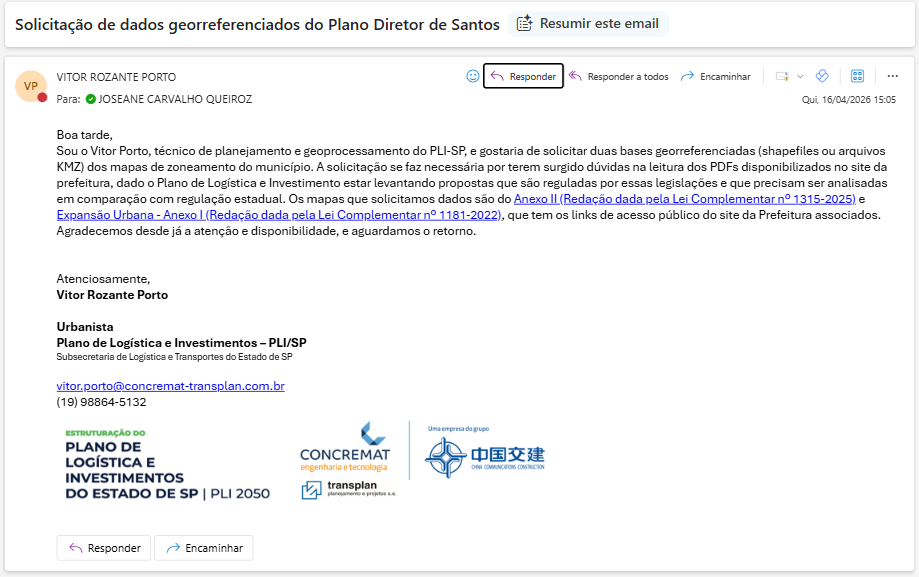 Solicitação de dados georreferenciados do Plano Diretor de Santos
Resumir este email
VP
VITOR ROZANTE PORTO
Responder
Responder a todos
Encaminhar
Para: JOSEANE CARVALHO QUEIROZ
Qui, 16/04/2026 15:05
Boa tarde,
Sou o Vitor Porto, técnico de planejamento e geoprocessamento do PLI-SP, e gostaria de solicitar duas bases georreferenciadas (shapefiles ou arquivos
KMZ) dos mapas de zoneamento do município. A solicitação se faz necessária por terem surgido dúvidas na leitura dos PDFs disponibilizados no site da
prefeitura, dado o Plano de Logística e Investimento estar levantando propostas que são reguladas por essas legislações e que precisam ser analisadas
em comparação com regulação estadual. Os mapas que solicitamos dados são do Anexo II (Redação dada pela Lei Complementar nº 1315-2025) e
Expansão Urbana - Anexo I (Redação dada pela Lei Complementar nº 1181-2022), que tem os links de acesso público do site da Prefeitura associados.
Agradecemos desde já a atenção e disponibilidade, e aguardamos o retorno.
Atenciosamente,
Vitor Rozante Porto
Urbanista
Plano de Logística e Investimentos – PLI/SP
Subsecretaria de Logística e Transportes do Estado de SP
vitor.porto@concremat-transplan.com.br
(19) 98864-5132
ESTRUTURAÇÃO DO
PLANO DE
LOGÍSTICA E
INVESTIMENTOS
DO ESTADO DE SP | PLI 2050
CONCREMAT
engenharia e tecnologia
transplan
planejamento e projetos s.a.
Uma empresa do grupo
中国交建
CHINA COMMUNICATIONS CONSTRUCTION
Responder
Encaminhar